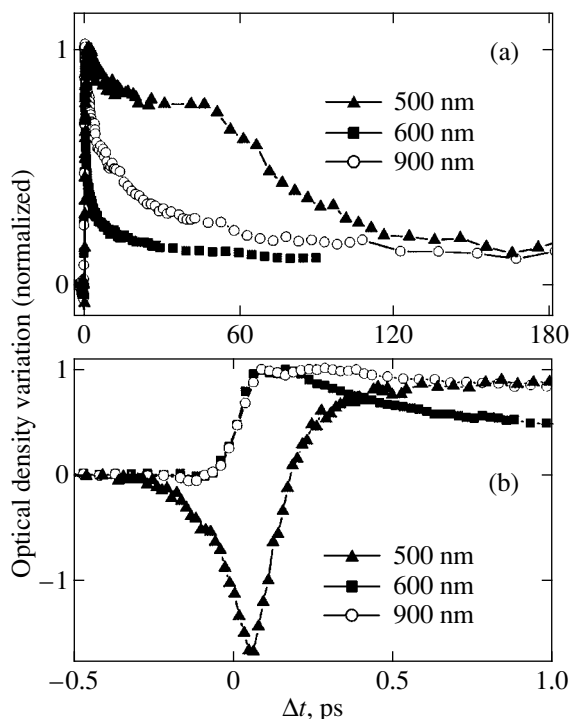 (a)
1
0
500 nm
600 nm
900 nm
0 60 120 180
Optical density variation (normalized)
1
0
−1
(b)
500 nm
600 nm
900 nm
−0.5 0 0.5 1.0
Δt, ps